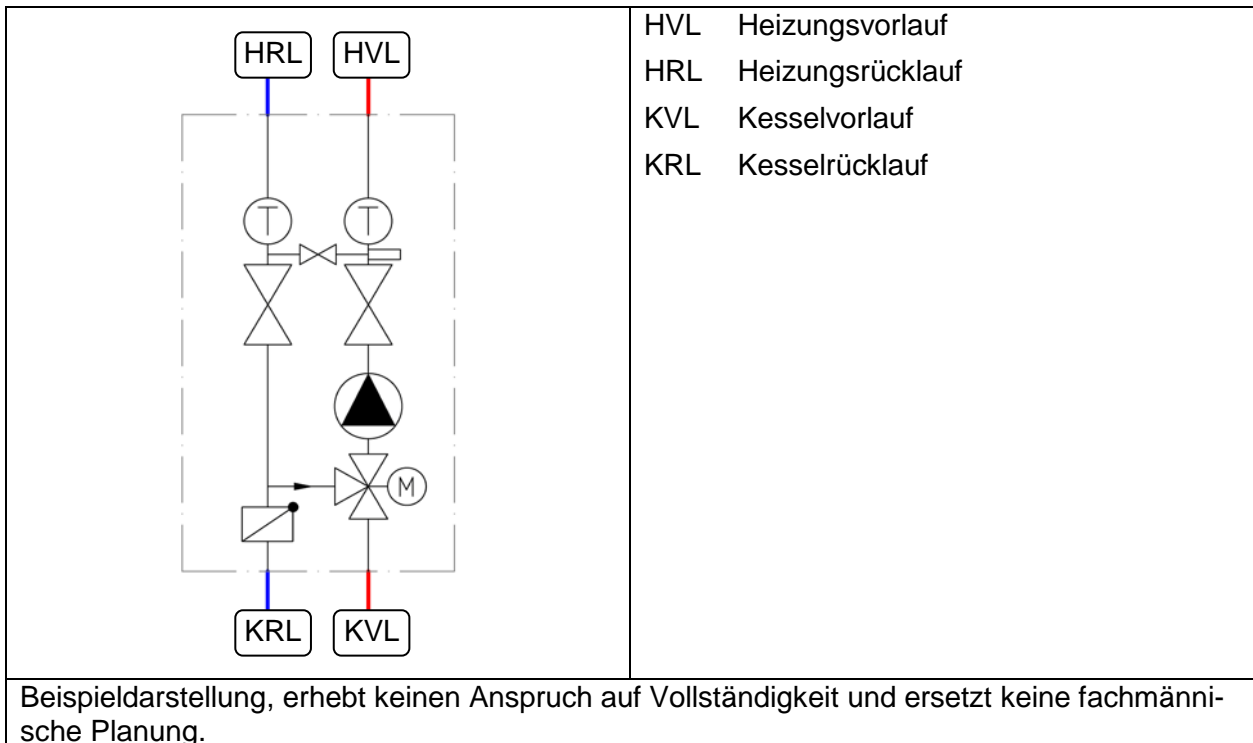 HRL HVL
T T
M
KRL KVL
HVL Heizungsvorlauf
HRL Heizungsrücklauf
KVL Kesselvorlauf
KRL Kesselrücklauf
Beispieldarstellung, erhebt keinen Anspruch auf Vollständigkeit und ersetzt keine fachmänni-
sche Planung.